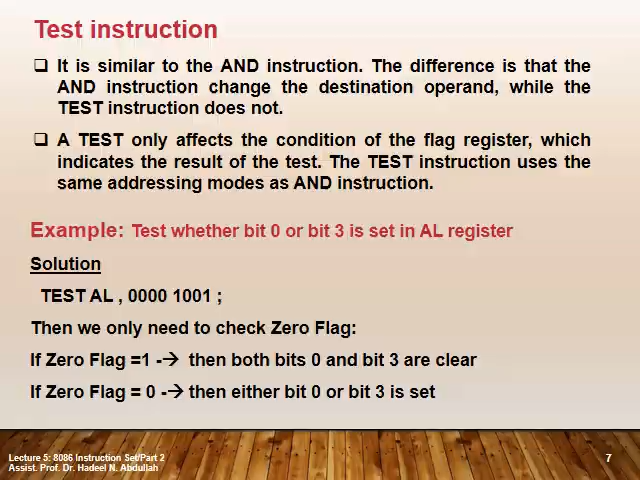 Test instruction
❑ It is similar to the AND instruction. The difference is that the
AND instruction change the destination operand, while the
TEST instruction does not.
❑ A TEST only affects the condition of the flag register, which
indicates the result of the test. The TEST instruction uses the
same addressing modes as AND instruction.
Example: Test whether bit 0 or bit 3 is set in AL register
Solution
TEST AL , 0000 1001 ;
Then we only need to check Zero Flag:
If Zero Flag =1 -→ then both bits 0 and bit 3 are clear
If Zero Flag = 0 -→ then either bit 0 or bit 3 is set
Lecture 5: 8086 Instruction Set/Part 2
Assist. Prof. Dr. Hadeel N. Abdullah
7